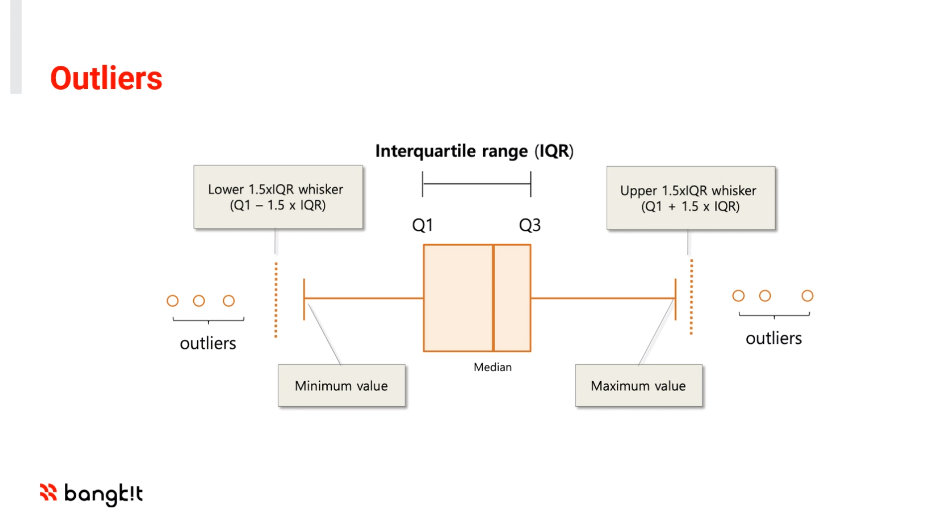 Outliers
Interquartile range (IQR)
Lower 1.5xIQR whisker
(Q1 – 1.5 x IQR)
Upper 1.5xIQR whisker
(Q1 + 1.5 x IQR)
Q1
Q3
outliers
outliers
Median
Minimum value
Maximum value
bangk!t